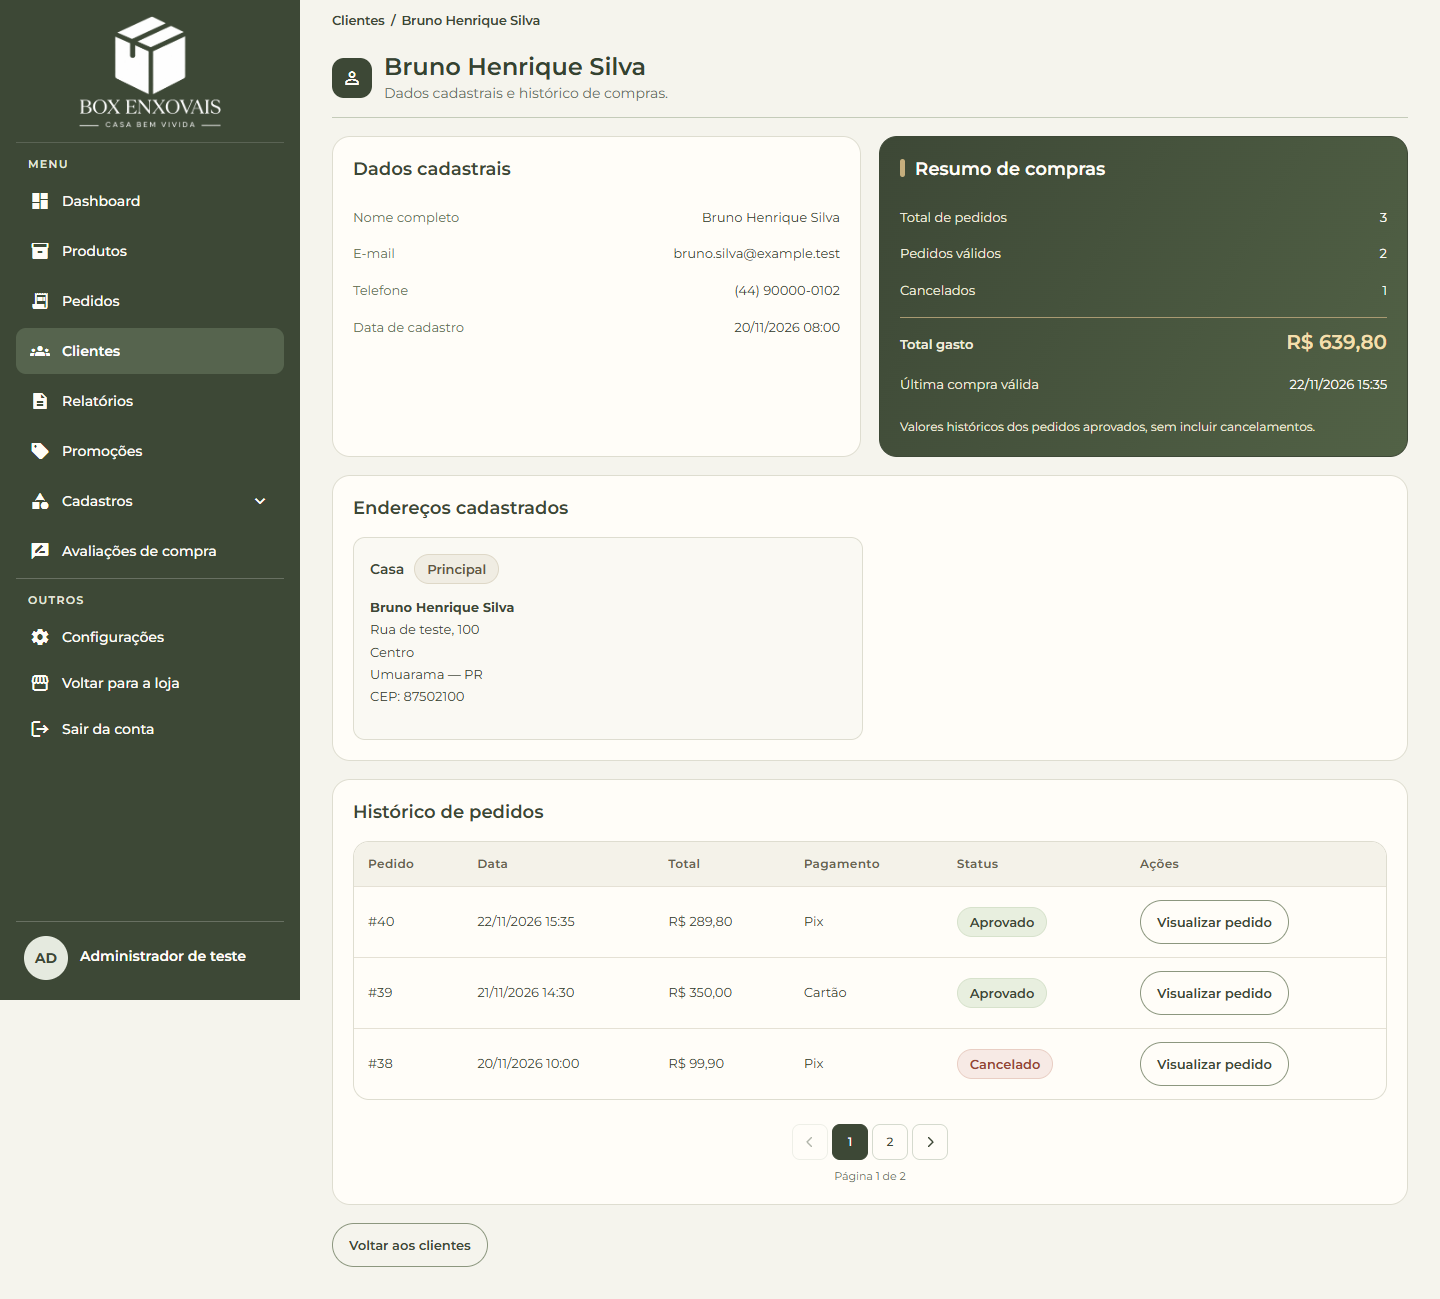 BOX ENXOVAIS
CASA BEM VIVIDA
MENU
Dashboard
Produtos
Pedidos
Clientes
Relatórios
Promoções
Cadastros
Avaliações de compra
OUTROS
Configurações
Voltar para a loja
Sair da conta
AD Administrador de teste
Clientes / Bruno Henrique Silva
Bruno Henrique Silva
Dados cadastrais e histórico de compras.
Dados cadastrais
Nome completo Bruno Henrique Silva
E-mail bruno.silva@example.test
Telefone (44) 90000-0102
Data de cadastro 20/11/2026 08:00
Resumo de compras
Total de pedidos 3
Pedidos válidos 2
Cancelados 1
Total gasto R$ 639,80
Última compra válida 22/11/2026 15:35
Valores históricos dos pedidos aprovados, sem incluir cancelamentos.
Endereços cadastrados
Casa Principal
Bruno Henrique Silva
Rua de teste, 100
Centro
Umuarama — PR
CEP: 87502100
Histórico de pedidos
Pedido Data Total Pagamento Status Ações
#40 22/11/2026 15:35 R$ 289,80 Pix Aprovado Visualizar pedido
#39 21/11/2026 14:30 R$ 350,00 Cartão Aprovado Visualizar pedido
#38 20/11/2026 10:00 R$ 99,90 Pix Cancelado Visualizar pedido
1 2
Página 1 de 2
Voltar aos clientes